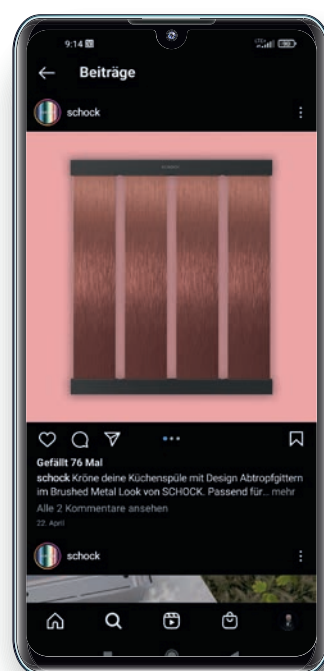 9:14
Beiträge
schock
Gefällt 76 Mal
schock Kröne deine Küchenspüle mit Design Abtropfgittern
im Brushed Metal Look von SCHOCK. Passend für... mehr
Alle 2 Kommentare ansehen
22. April
schock